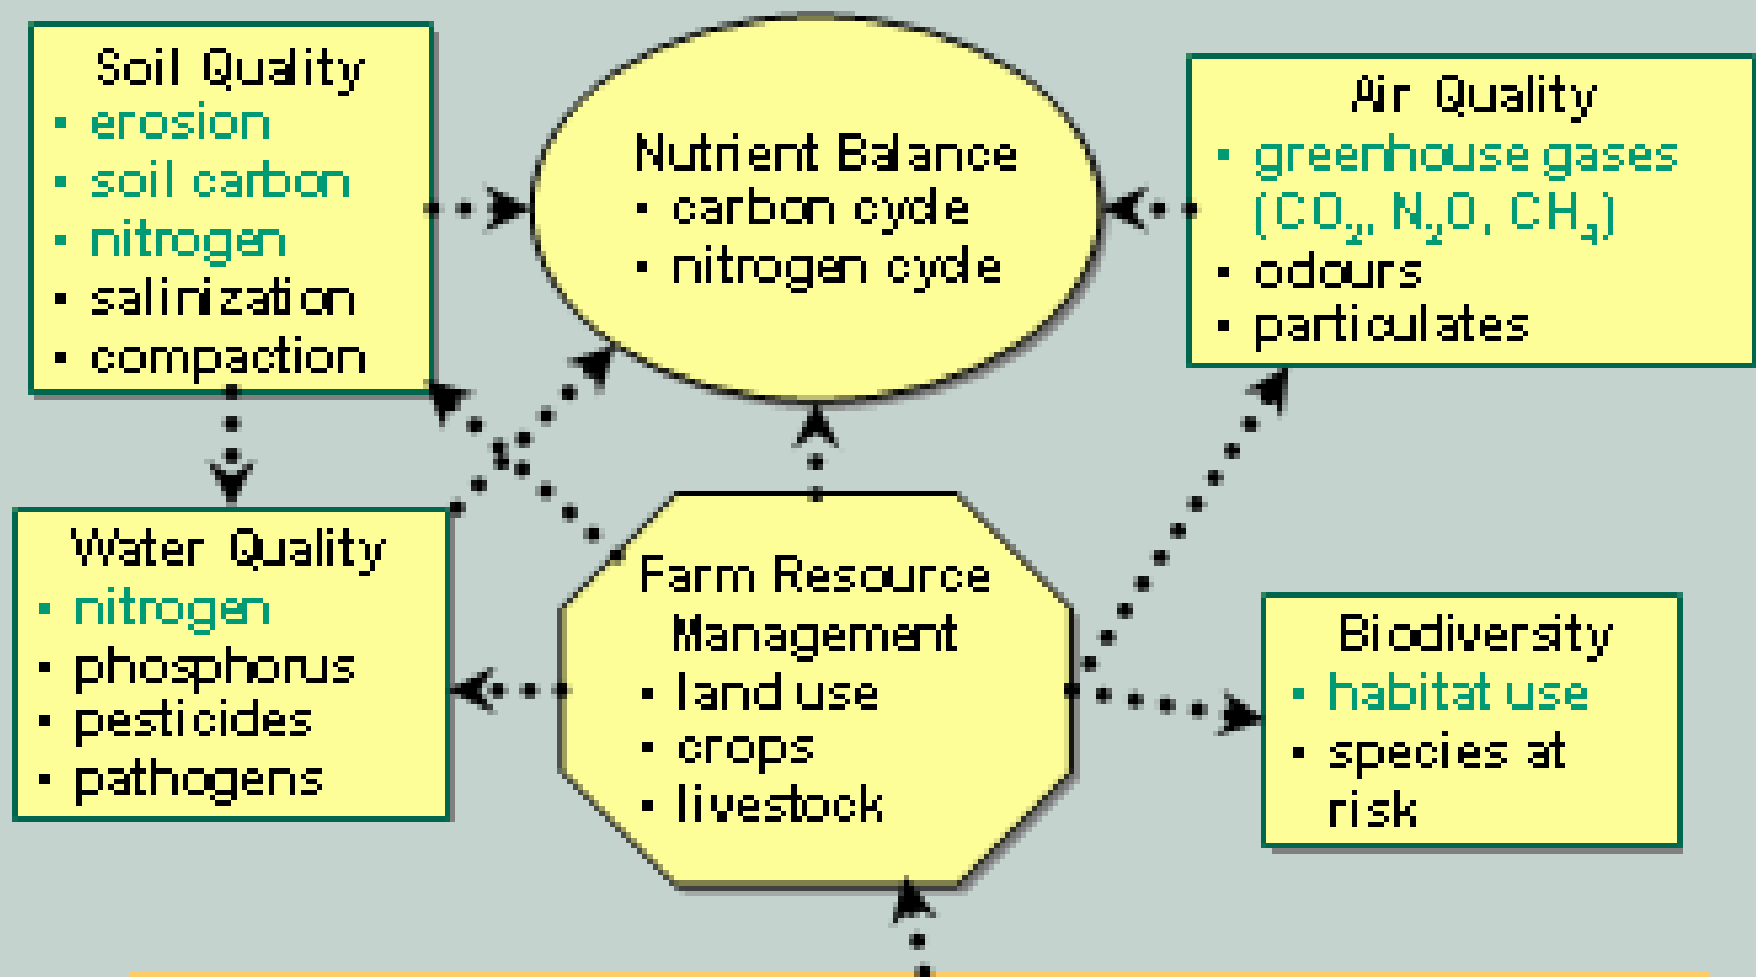 Soil Quality
▪ erosion
▪ soil carbon
▪ nitrogen
▪ salinization
▪ compaction
Nutrient Balance
▪ carbon cycle
▪ nitrogen cycle
Air Quality
▪ greenhouse gases
(CO₂, N₂O, CH₄)
▪ odours
▪ particulates
Water Quality
▪ nitrogen
▪ phosphorus
▪ pesticides
▪ pathogens
Farm Resource
Management
▪ land use
▪ crops
▪ livestock
Biodiversity
▪ habitat use
▪ species at
risk